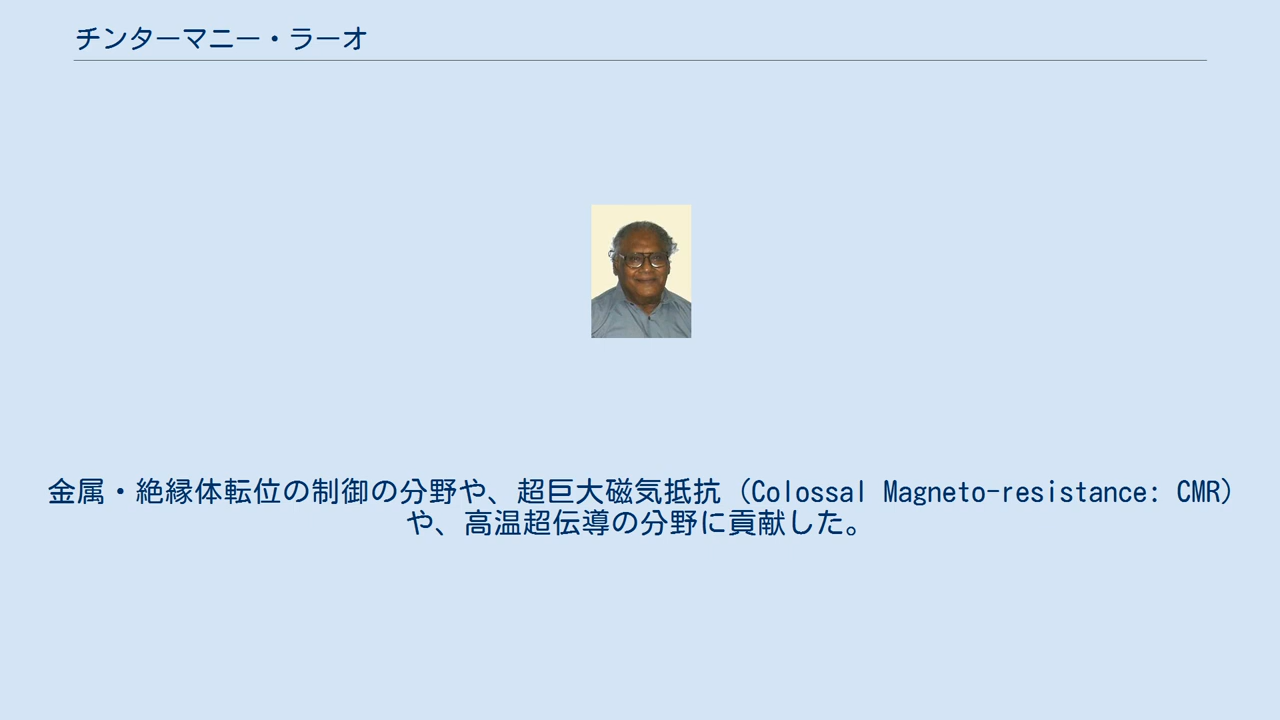 チンターマニー・ラーオ
金属・絶縁体転位の制御の分野や、超巨大磁気抵抗（Colossal Magneto-resistance: CMR）
や、高温超伝導の分野に貢献した。